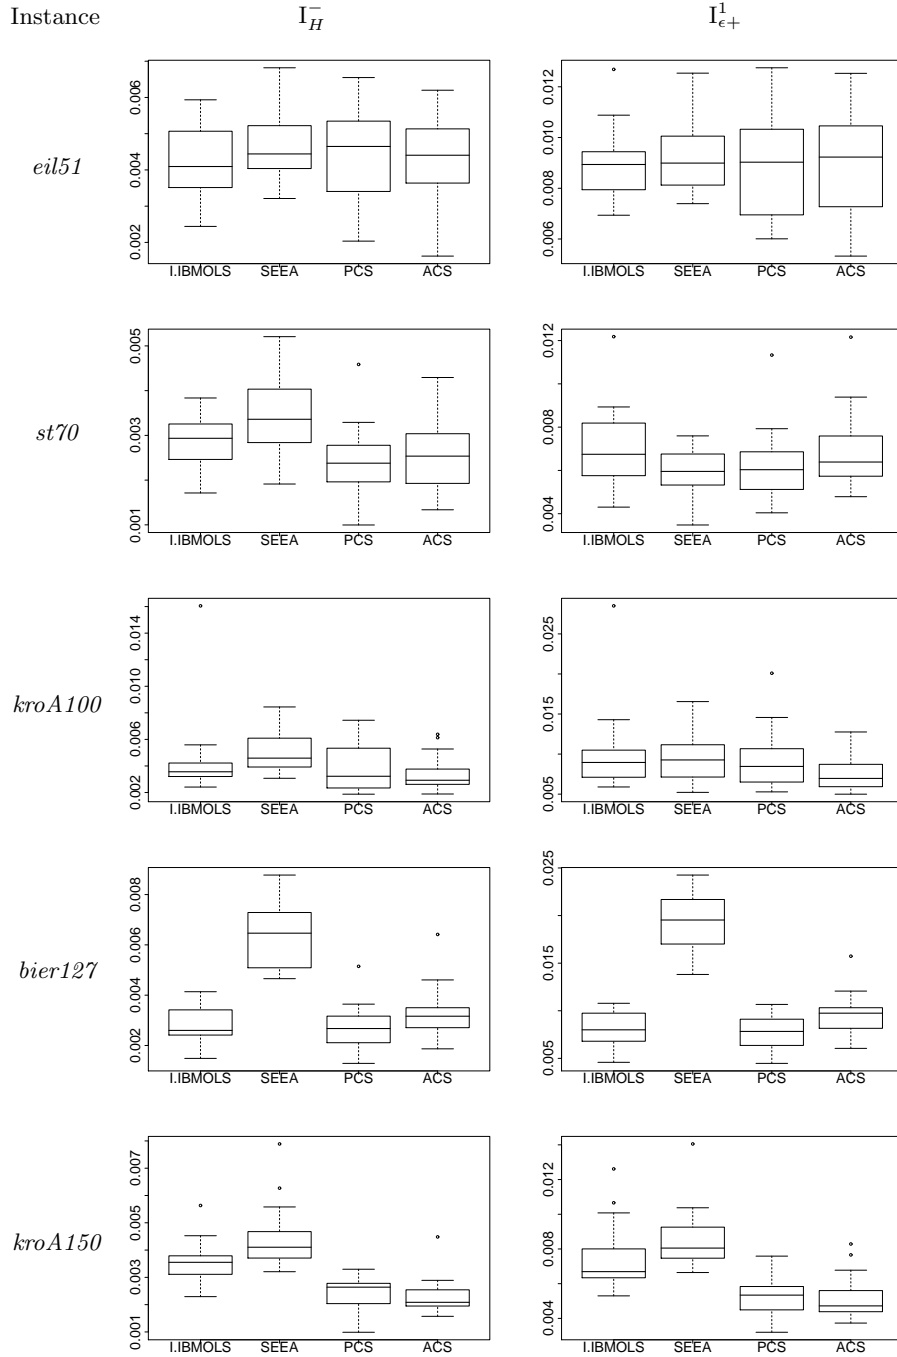 Instance I_H^- I_{ϵ+}^1
eil51
0.002 0.004 0.006
I.IBMOLS SEEA PCS ACS
0.006 0.008 0.010 0.012
I.IBMOLS SEEA PCS ACS
st70
0.001 0.003 0.005
I.IBMOLS SEEA PCS ACS
0.004 0.008 0.012
I.IBMOLS SEEA PCS ACS
kroA100
0.002 0.006 0.010 0.014
I.IBMOLS SEEA PCS ACS
0.005 0.015 0.025
I.IBMOLS SEEA PCS ACS
bier127
0.002 0.004 0.006 0.008
I.IBMOLS SEEA PCS ACS
0.005 0.015 0.025
I.IBMOLS SEEA PCS ACS
kroA150
0.001 0.003 0.005 0.007
I.IBMOLS SEEA PCS ACS
0.004 0.008 0.012
I.IBMOLS SEEA PCS ACS